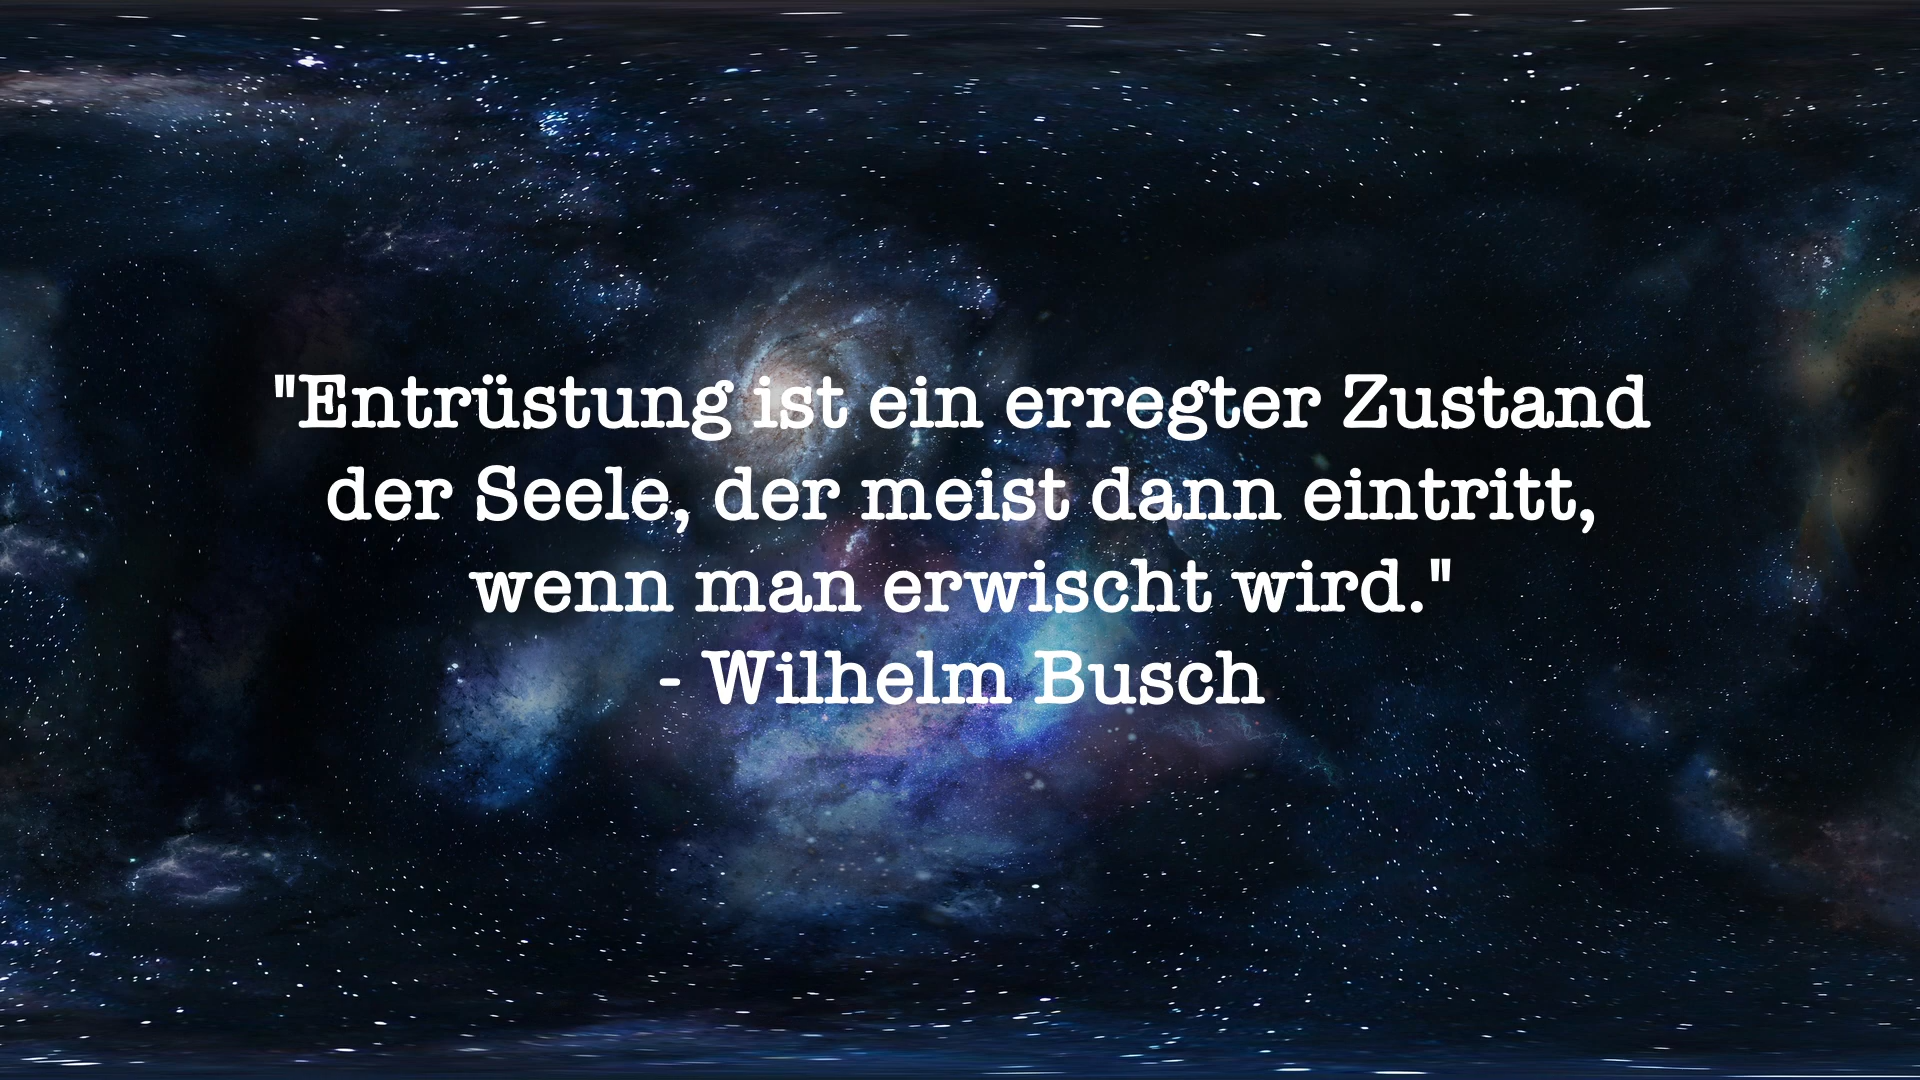 "Entrüstung ist ein erregter Zustand
der Seele, der meist dann eintritt,
wenn man erwischt wird."
- Wilhelm Busch